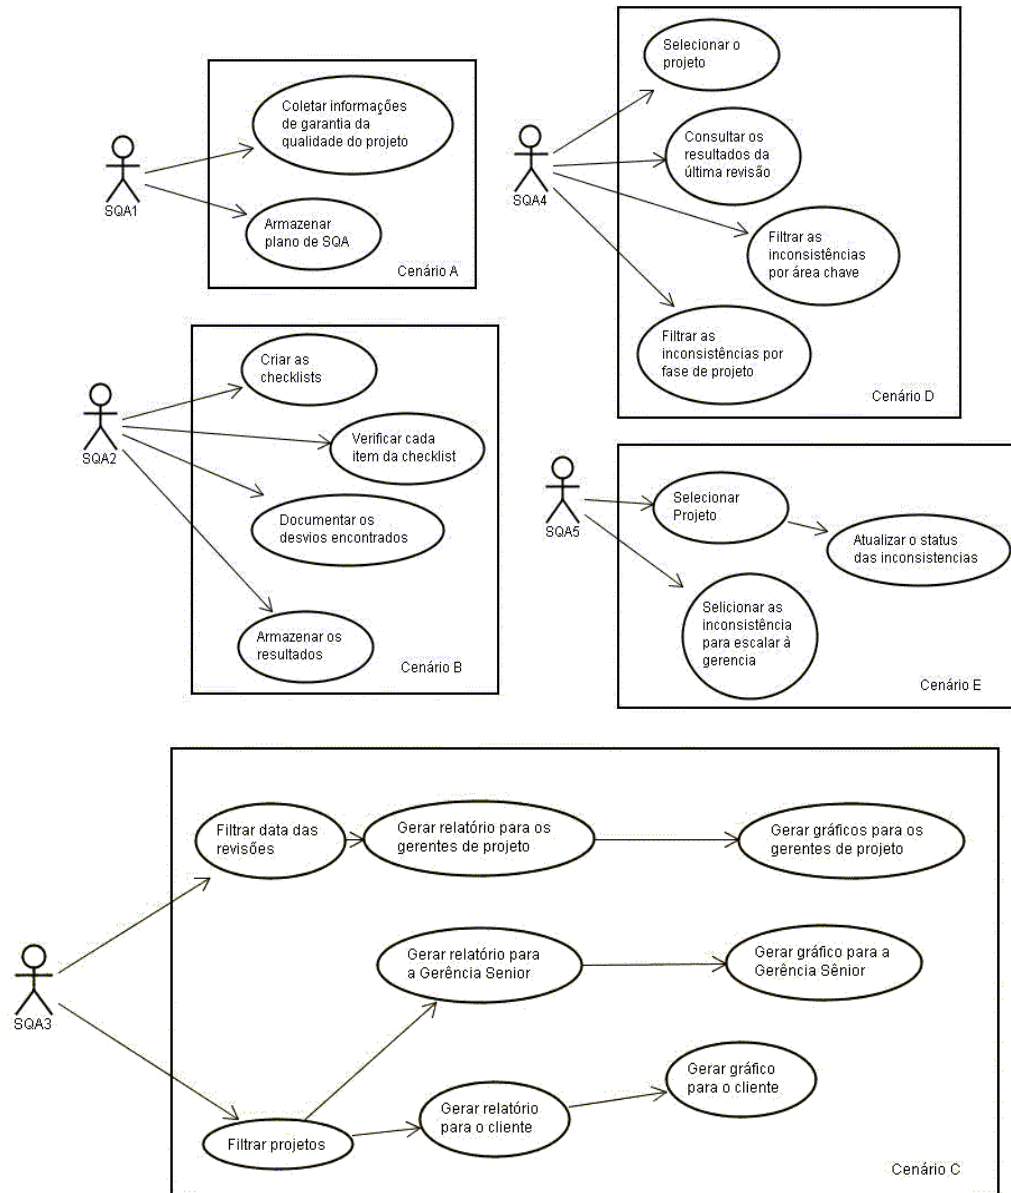 Coletar informações
de garantia da
qualidade do projeto
SQA1
Armazenar
plano de SQA
Cenário A
Selecionar o
projeto
Consultar os
resultados da
última revisão
SQA4
Filtrar as
inconsistências
por área chave
Filtrar as
inconsistências por
fase de projeto
Cenário D
Criar as
checklists
SQA2
Verificar cada
item da checklist
Documentar os
desvios encontrados
Armazenar os
resultados
Cenário B
Selecionar
Projeto
SQA5
Atualizar o status
das inconsistencias
Selicionar as
inconsistência
para escalar à
gerencia
Cenário E
Filtrar data das
revisões
Gerar relatório para os
gerentes de projeto
Gerar gráficos para os
gerentes de projeto
SQA3
Gerar relatório para
a Gerência Senior
Gerar gráfico para a
Gerência Sênior
Filtrar projetos
Gerar relatório
para o cliente
Gerar gráfico
para o cliente
Cenário C